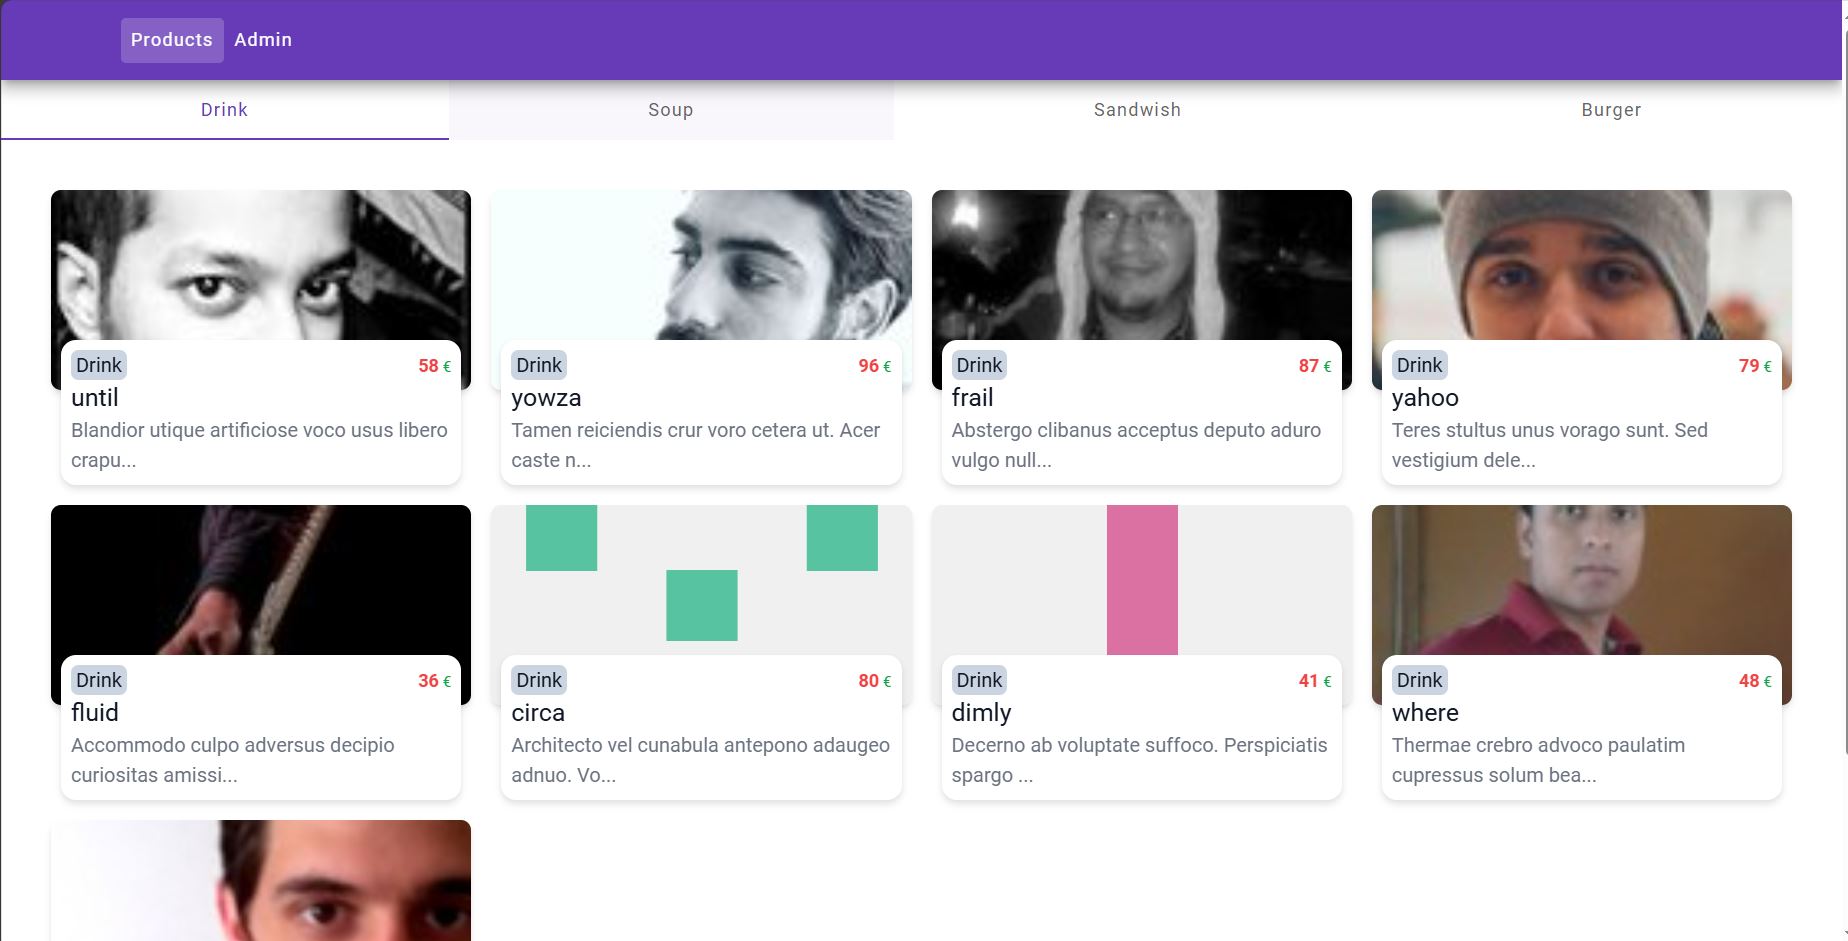 Products Admin
Drink Soup Sandwish Burger
Drink 58 €
until
Blandior utique artificiose voco usus libero
crapu...
Drink 96 €
yowza
Tamen reiciendis crur voro cetera ut. Acer
caste n...
Drink 87 €
frail
Abstergo clibanus acceptus deputo aduro
vulgo null...
Drink 79 €
yahoo
Teres stultus unus vorago sunt. Sed
vestigium dele...
Drink 36 €
fluid
Accommodo culpo adversus decipio
curiositas amissi...
Drink 80 €
circa
Architecto vel cunabula antepono adaugeo
adnuo. Vo...
Drink 41 €
dimly
Decerno ab voluptate suffoco. Perspiciatis
spargo ...
Drink 48 €
where
Thermae crebro advoco paulatim
cupressus solum bea...